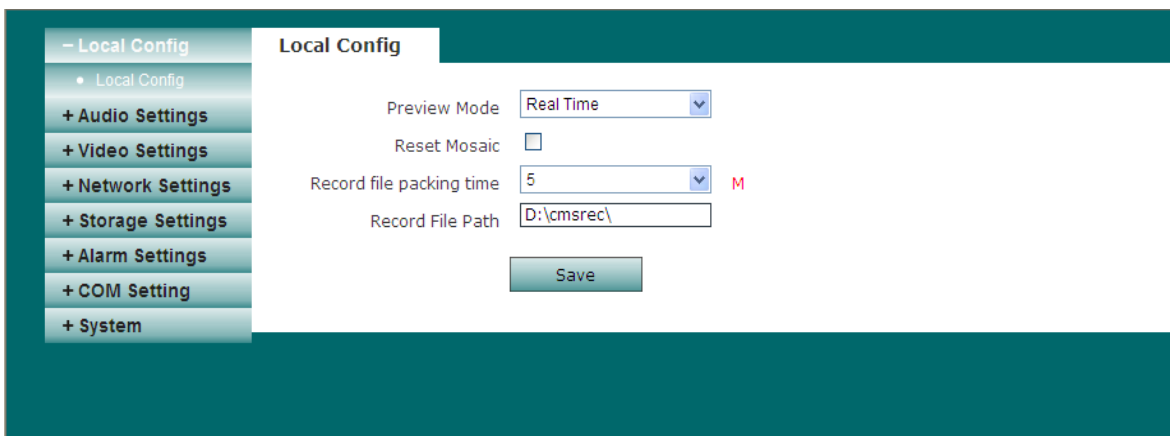 − Local Config
• Local Config
+ Audio Settings
+ Video Settings
+ Network Settings
+ Storage Settings
+ Alarm Settings
+ COM Setting
+ System
Local Config
Preview Mode Real Time
Reset Mosaic
Record file packing time 5 M
Record File Path D:\cmsrec\
Save